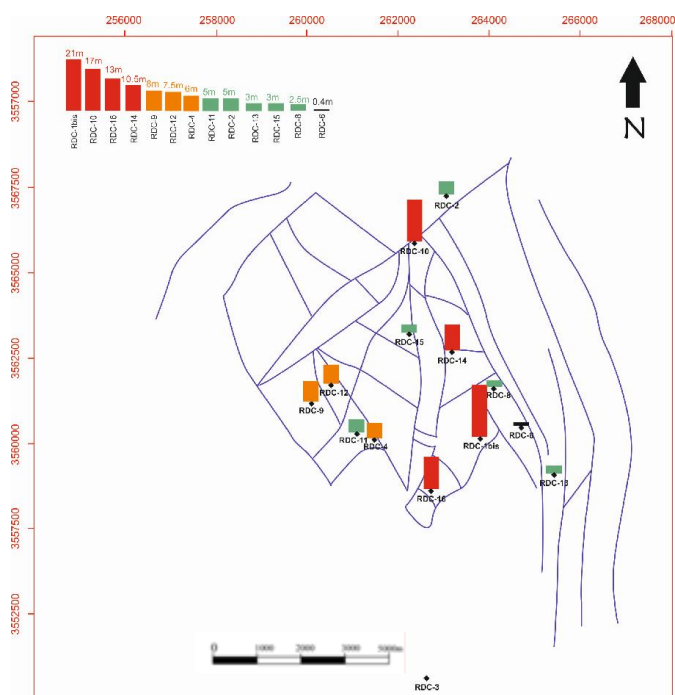 256000 258000 260000 262000 264000 266000 268000
21m
17m
13m
10.5m
8m
7.5m
6m
5m
5m
3m
3m
2.5m
0.4m
RDC-1bis
RDC-10
RDC-16
RDC-14
RDC-9
RDC-12
RDC-4
RDC-11
RDC-2
RDC-13
RDC-15
RDC-8
RDC-6
N
3557000
3567500
3565000
3562500
3560000
3557500
3552500
RDC-2
RDC-10
RDC-15
RDC-14
RDC-12
RDC-8
RDC-9
RDC-11
RDC-4
RDC-1bis
RDC-6
RDC-13
RDC-16
0 1000 2000 3000 5000m
RDC-3